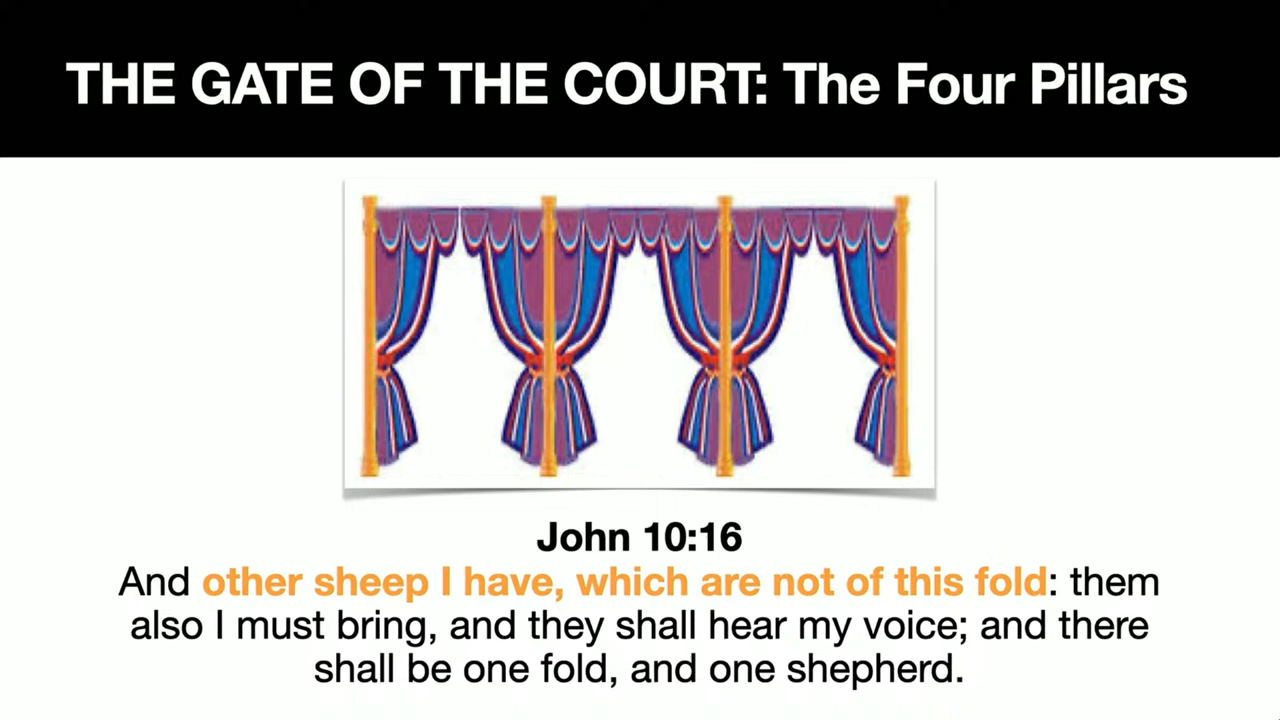 THE GATE OF THE COURT: The Four Pillars
John 10:16
And other sheep I have, which are not of this fold: them
also I must bring, and they shall hear my voice; and there
shall be one fold, and one shepherd.